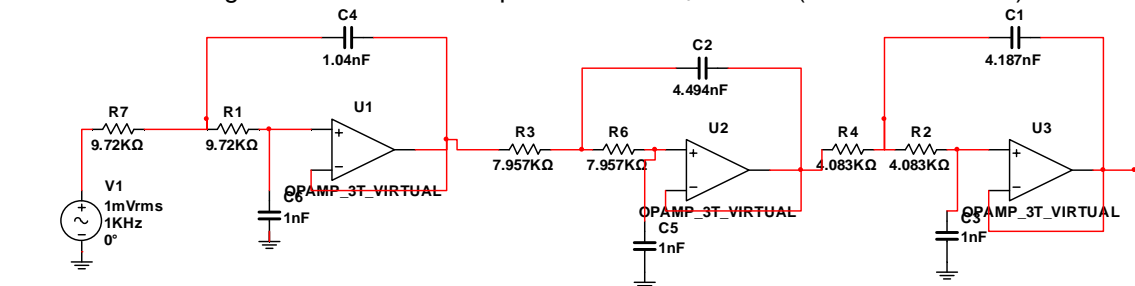 C4
1.04nF
C2
4.494nF
C1
4.187nF
R7
9.72KΩ
R1
9.72KΩ
U1
OPAMP_3T_VIRTUAL
R3
7.957KΩ
R6
7.957KΩ
U2
OPAMP_3T_VIRTUAL
R4
4.083KΩ
R2
4.083KΩ
U3
OPAMP_3T_VIRTUAL
V1
1mVrms
1KHz
0°
C6
1nF
C5
1nF
C3
1nF